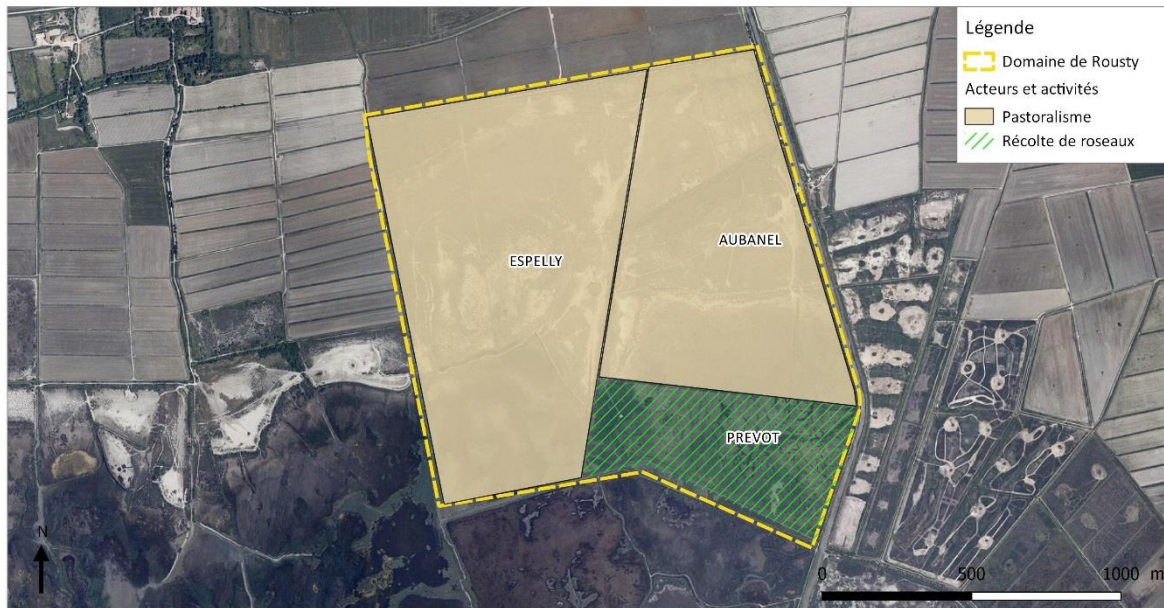 Légende
Domaine de Rousty
Acteurs et activités
Pastoralisme
Récolte de roseaux
ESPELLY
AUBANEL
PREVOT
N
0 500 1000 m